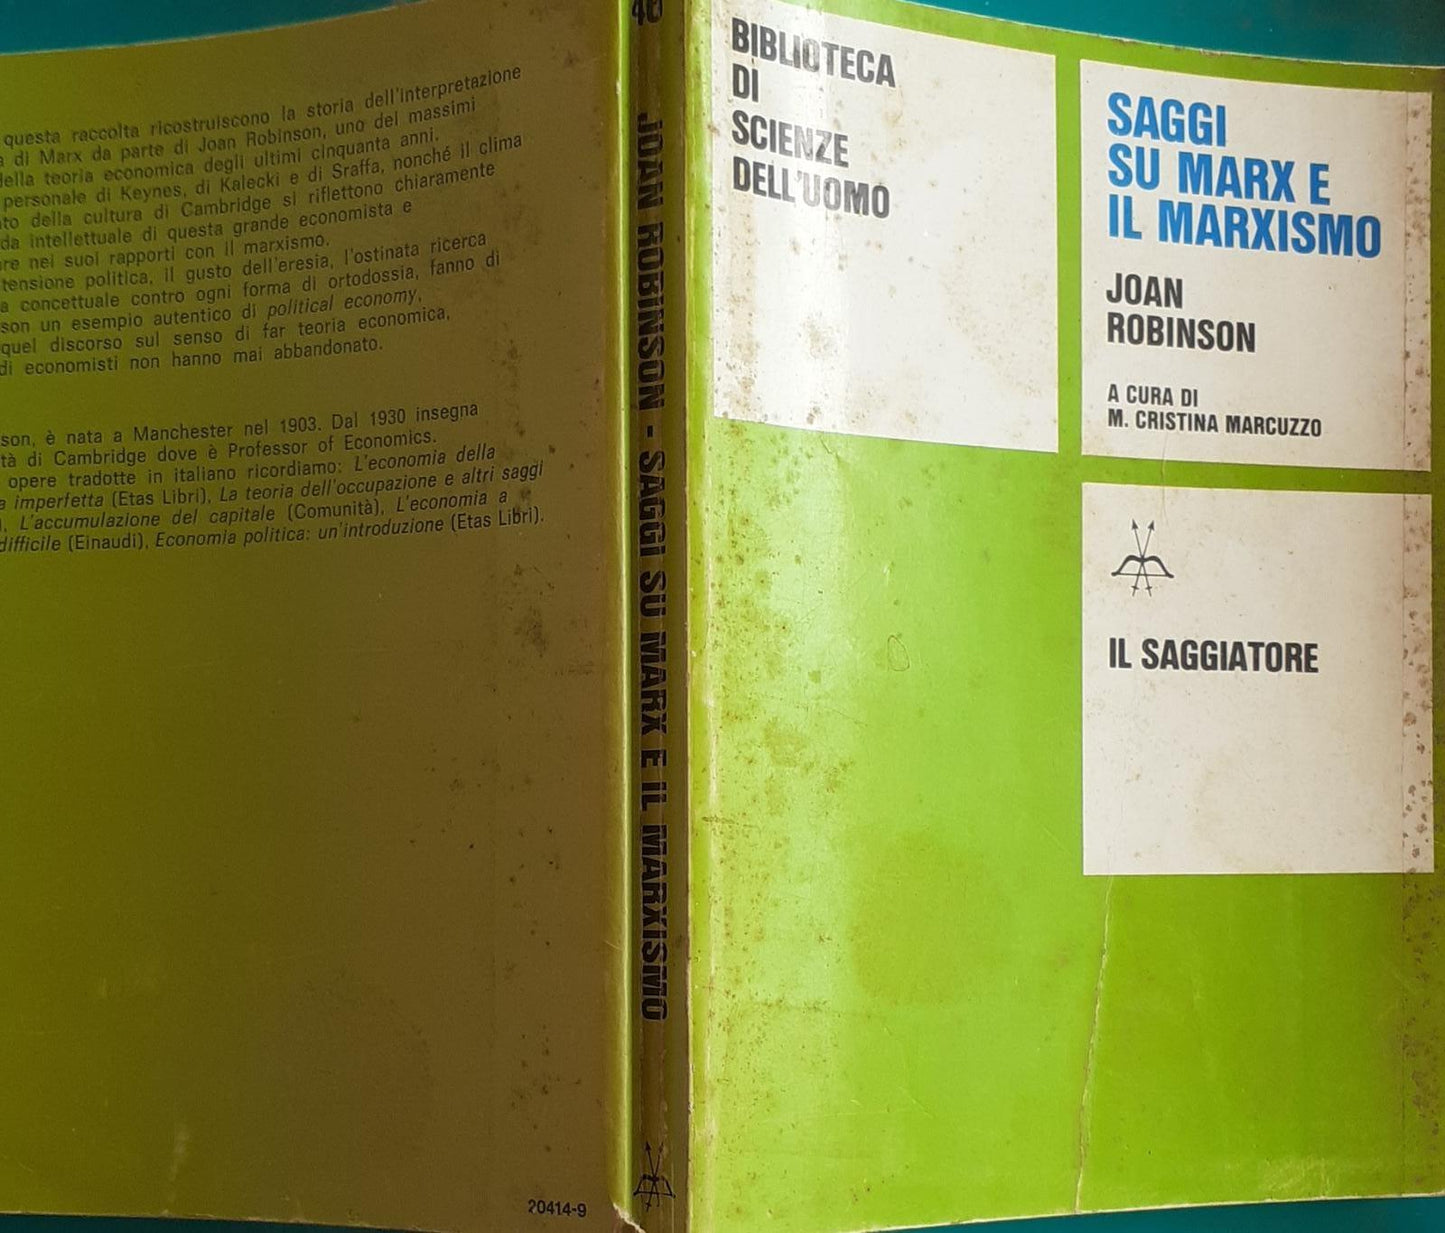 questa raccolta ricostruiscono la storia dell'interpretazione
di Marx da parte di Joan Robinson, uno dei massimi
della teoria economica degli ultimi cinquanta anni.
personale di Keynes, di Kalecki e di Sraffa, nonché il clima
della cultura di Cambridge si riflettono chiaramente
intellettuale di questa grande economista e
nei suoi rapporti con il marxismo.
tensione politica, il gusto dell'eresia, l'ostinata ricerca
concettuale contro ogni forma di ortodossia, fanno di
son un esempio autentico di political economy,
quel discorso sul senso di far teoria economica,
di economisti non hanno mai abbandonato.
son, è nata a Manchester nel 1903. Dal 1930 insegna
tà di Cambridge dove è Professor of Economics.
opere tradotte in italiano ricordiamo: L'economia della
imperfetta (Etas Libri), La teoria dell'occupazione e altri saggi
L'accumulazione del capitale (Comunità), L'economia a
difficile (Einaudi), Economia politica: un'introduzione (Etas Libri).
20414-9
JOAN ROBINSON - SAGGI SU MARX E IL MARXISMO
BIBLIOTECA
DI
SCIENZE
DELL'UOMO
SAGGI
SU MARX E
IL MARXISMO
JOAN
ROBINSON
A CURA DI
M. CRISTINA MARCUZZO
IL SAGGIATORE